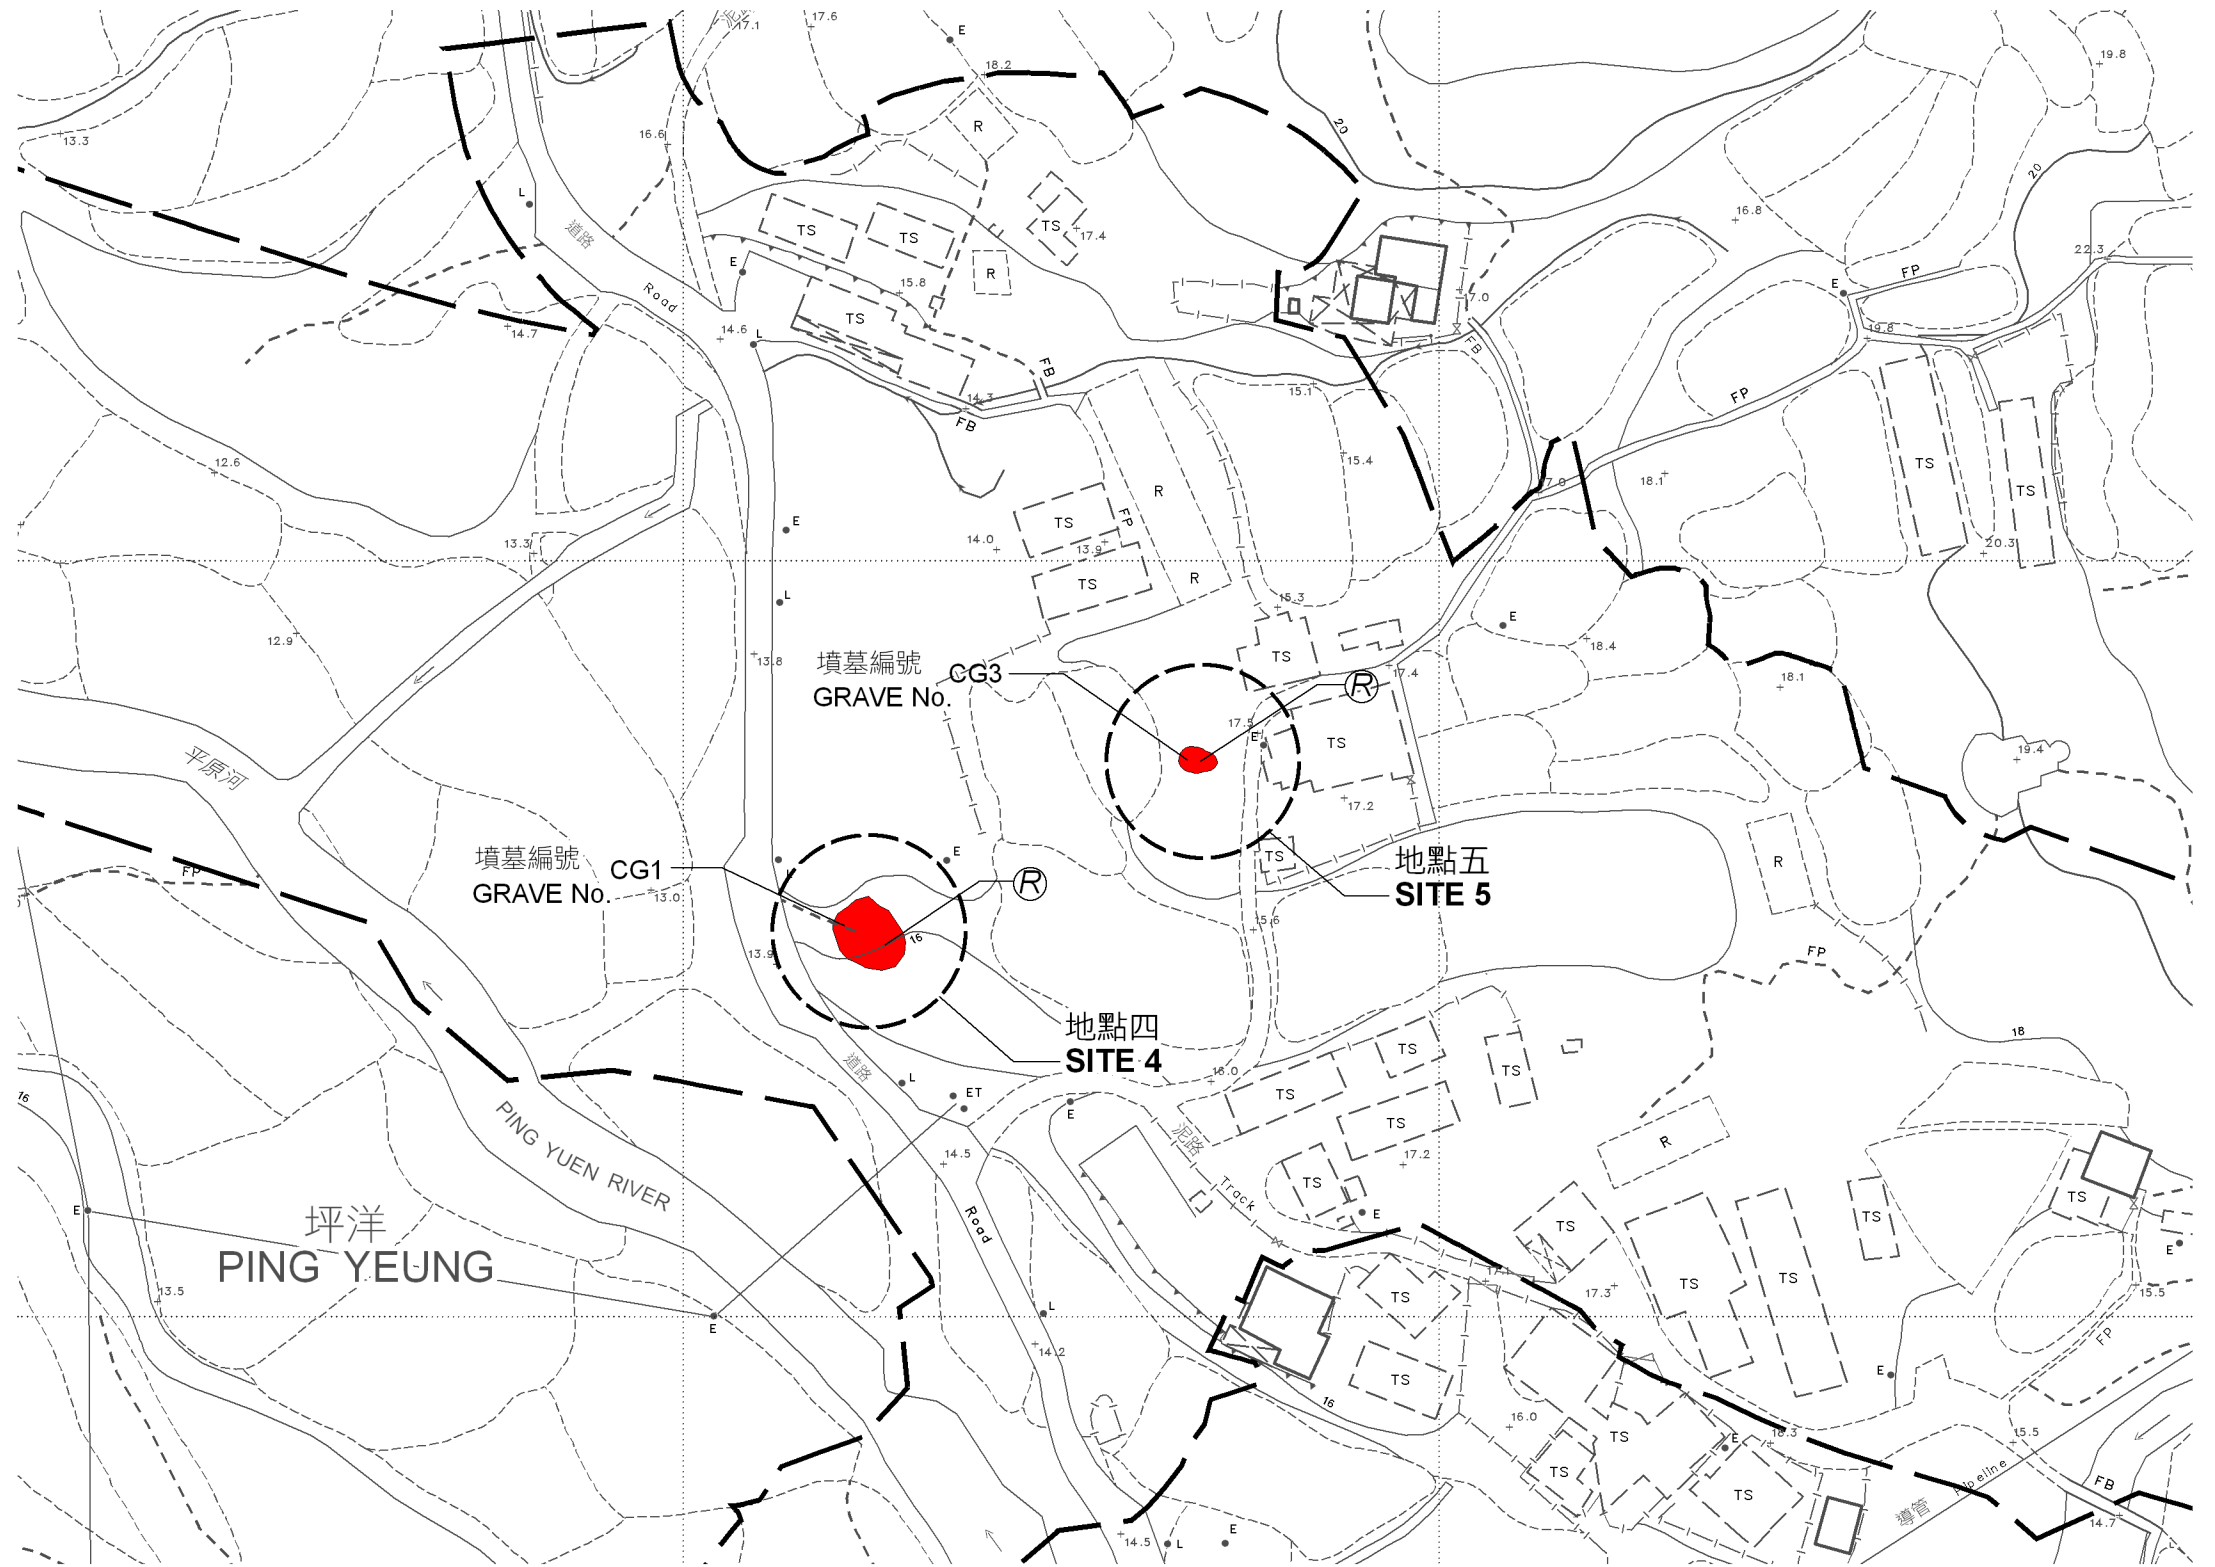 17.1
17.6
E
18.2
19.8
13.3
16.6
R
20
20
L
道路
TS
TS
TS
17.4
16.8
22.3
E
R
15.8
FP
E
Road
14.7
14.6
L
TS
17.0
FB
19.8
FB
15.1
14.3
FB
FP
12.6
15.4
TS
18.1
TS
R
E
TS
FP
13.3
14.0
13.9
20.3
TS
R
L
15.3
12.9
E
18.4
13.8
TS
墳墓編號
GRAVE No.
CG3
17.4
R
18.1
17.5
E
TS
平原河
19.4
17.2
墳墓編號
GRAVE No.
CG1
E
TS
地點五
SITE 5
R
FP
13.0
R
16
15.6
13.9
FP
地點四
SITE 4
18
TS
TS
道路
L
16.0
ET
TS
E
16
PING YUEN RIVER
泥路
Track
TS
R
14.5
17.2
TS
TS
TS
E
坪洋
PING YEUNG
E
Road
TS
E
TS
TS
17.3
13.5
TS
15.5
L
E
14.2
FP
TS
E
16
16.0
TS
E
15.5
Pipeline
導管
TS
TS
FB
14.7
14.5
L
E